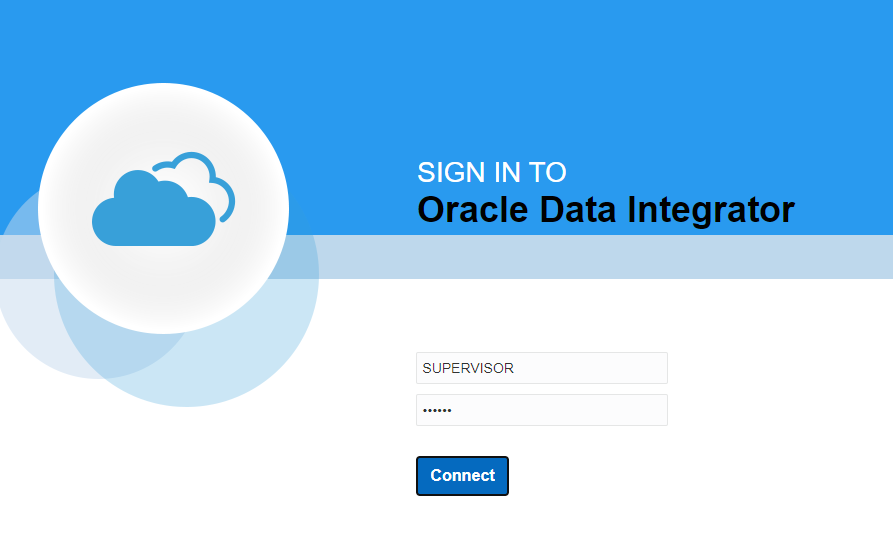 SIGN IN TO
Oracle Data Integrator
SUPERVISOR
••••••
Connect